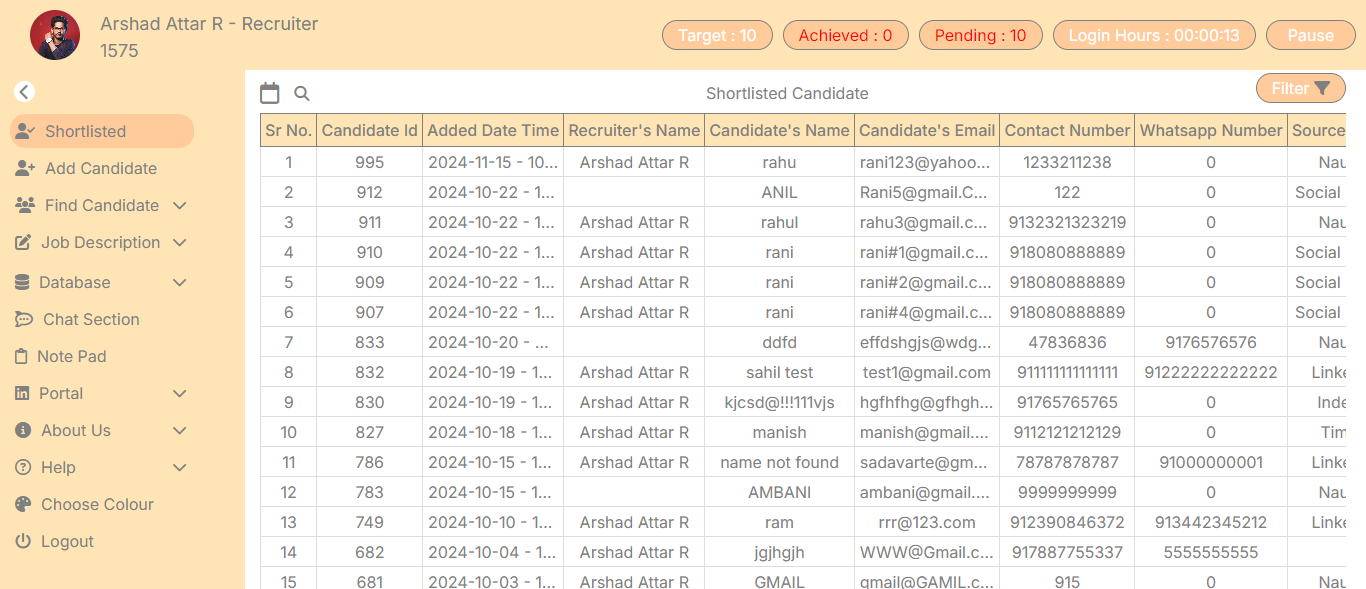 Arshad Attar R - Recruiter
1575
Target : 10 Achieved : 0 Pending : 10 Login Hours : 00:00:13 Pause
Shortlisted
Add Candidate
Find Candidate
Job Description
Database
Chat Section
Note Pad
Portal
About Us
Help
Choose Colour
Logout
Shortlisted Candidate
Filter
Sr No. Candidate Id Added Date Time Recruiter's Name Candidate's Name Candidate's Email Contact Number Whatsapp Number Source
1 995 2024-11-15 - 10... Arshad Attar R rahu rani123@yahoo... 1233211238 0 Nau
2 912 2024-10-22 - 1... ANIL Rani5@gmail.C... 122 0 Social
3 911 2024-10-22 - 1... Arshad Attar R rahul rahu3@gmail.c... 9132321323219 0 Nau
4 910 2024-10-22 - 1... Arshad Attar R rani rani#1@gmail.c... 918080888889 0 Social
5 909 2024-10-22 - 1... Arshad Attar R rani rani#2@gmail.c... 918080888889 0 Social
6 907 2024-10-22 - 1... Arshad Attar R rani rani#4@gmail.c... 918080888889 0 Social
7 833 2024-10-20 - ... ddfd effdshgjs@wdg... 47836836 9176576576 Nau
8 832 2024-10-19 - 1... Arshad Attar R sahil test test1@gmail.com 911111111111111 91222222222222 Linke
9 830 2024-10-19 - 1... Arshad Attar R kjcsd@!!!111vjs hgfhfhg@gfhgh... 91765765765 0 Inde
10 827 2024-10-18 - 1... Arshad Attar R manish manish@gmail.... 9112121212129 0 Tim
11 786 2024-10-15 - 1... Arshad Attar R name not found sadavarte@gm... 78787878787 91000000001 Linke
12 783 2024-10-15 - 1... AMBANI ambani@gmail.... 9999999999 0 Nau
13 749 2024-10-10 - 1... Arshad Attar R ram rrr@123.com 912390846372 913442345212 Linke
14 682 2024-10-04 - 1... Arshad Attar R jgjhgjh WWW@Gmail.c... 917887755337 5555555555
15 681 2024-10-03 - 1... Arshad Attar R GMAIL gmail@GAMIL.c... 915 0 Nau